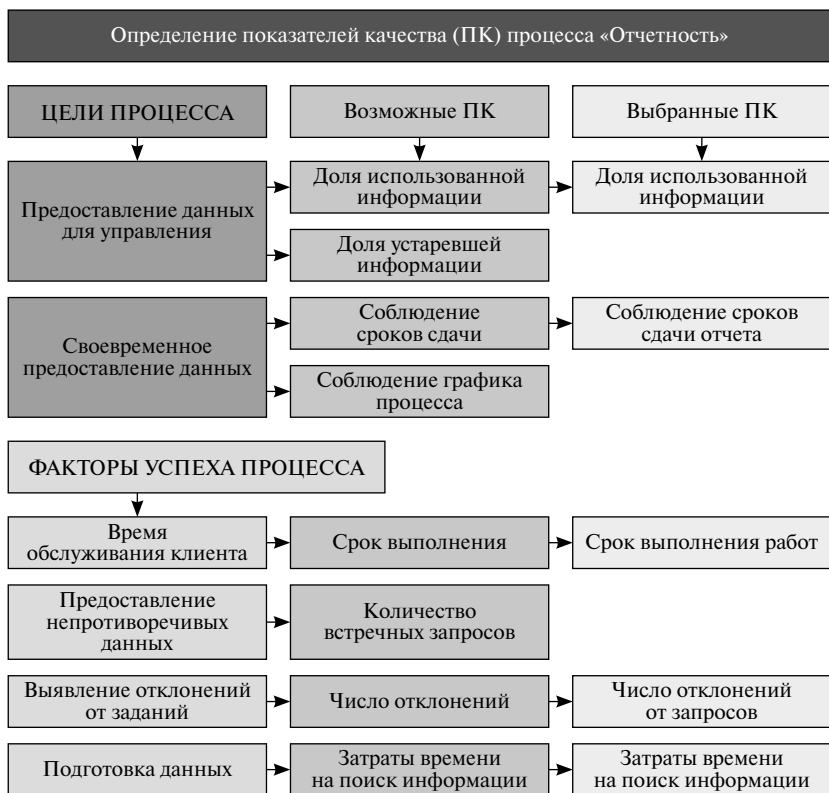 Определение показателей качества (ПК) процесса «Отчетность»
ЦЕЛИ ПРОЦЕССА
Возможные ПК
Выбранные ПК
Предоставление данных
для управления
Доля использованной
информации
Доля использованной
информации
Доля устаревшей
информации
Своевременное
предоставление данных
Соблюдение
сроков сдачи
Соблюдение сроков
сдачи отчета
Соблюдение графика
процесса
ФАКТОРЫ УСПЕХА ПРОЦЕССА
Время
обслуживания клиента
Срок выполнения
Срок выполнения работ
Предоставление
непротиворечивых
данных
Количество
встречных запросов
Выявление отклонений
от заданий
Число отклонений
Число отклонений
от запросов
Подготовка данных
Затраты времени
на поиск информации
Затраты времени
на поиск информации